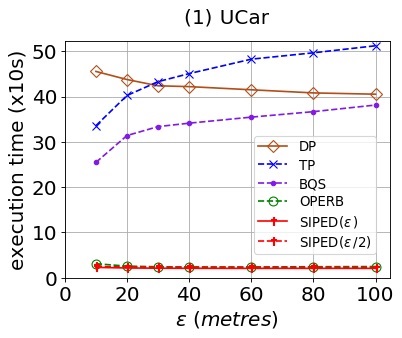 (1) UCar
execution time (x10s)
50
40
30
20
10
0
DP
TP
BQS
OPERB
SIPED(ε)
SIPED(ε/2)
0 20 40 60 80 100
ε (metres)